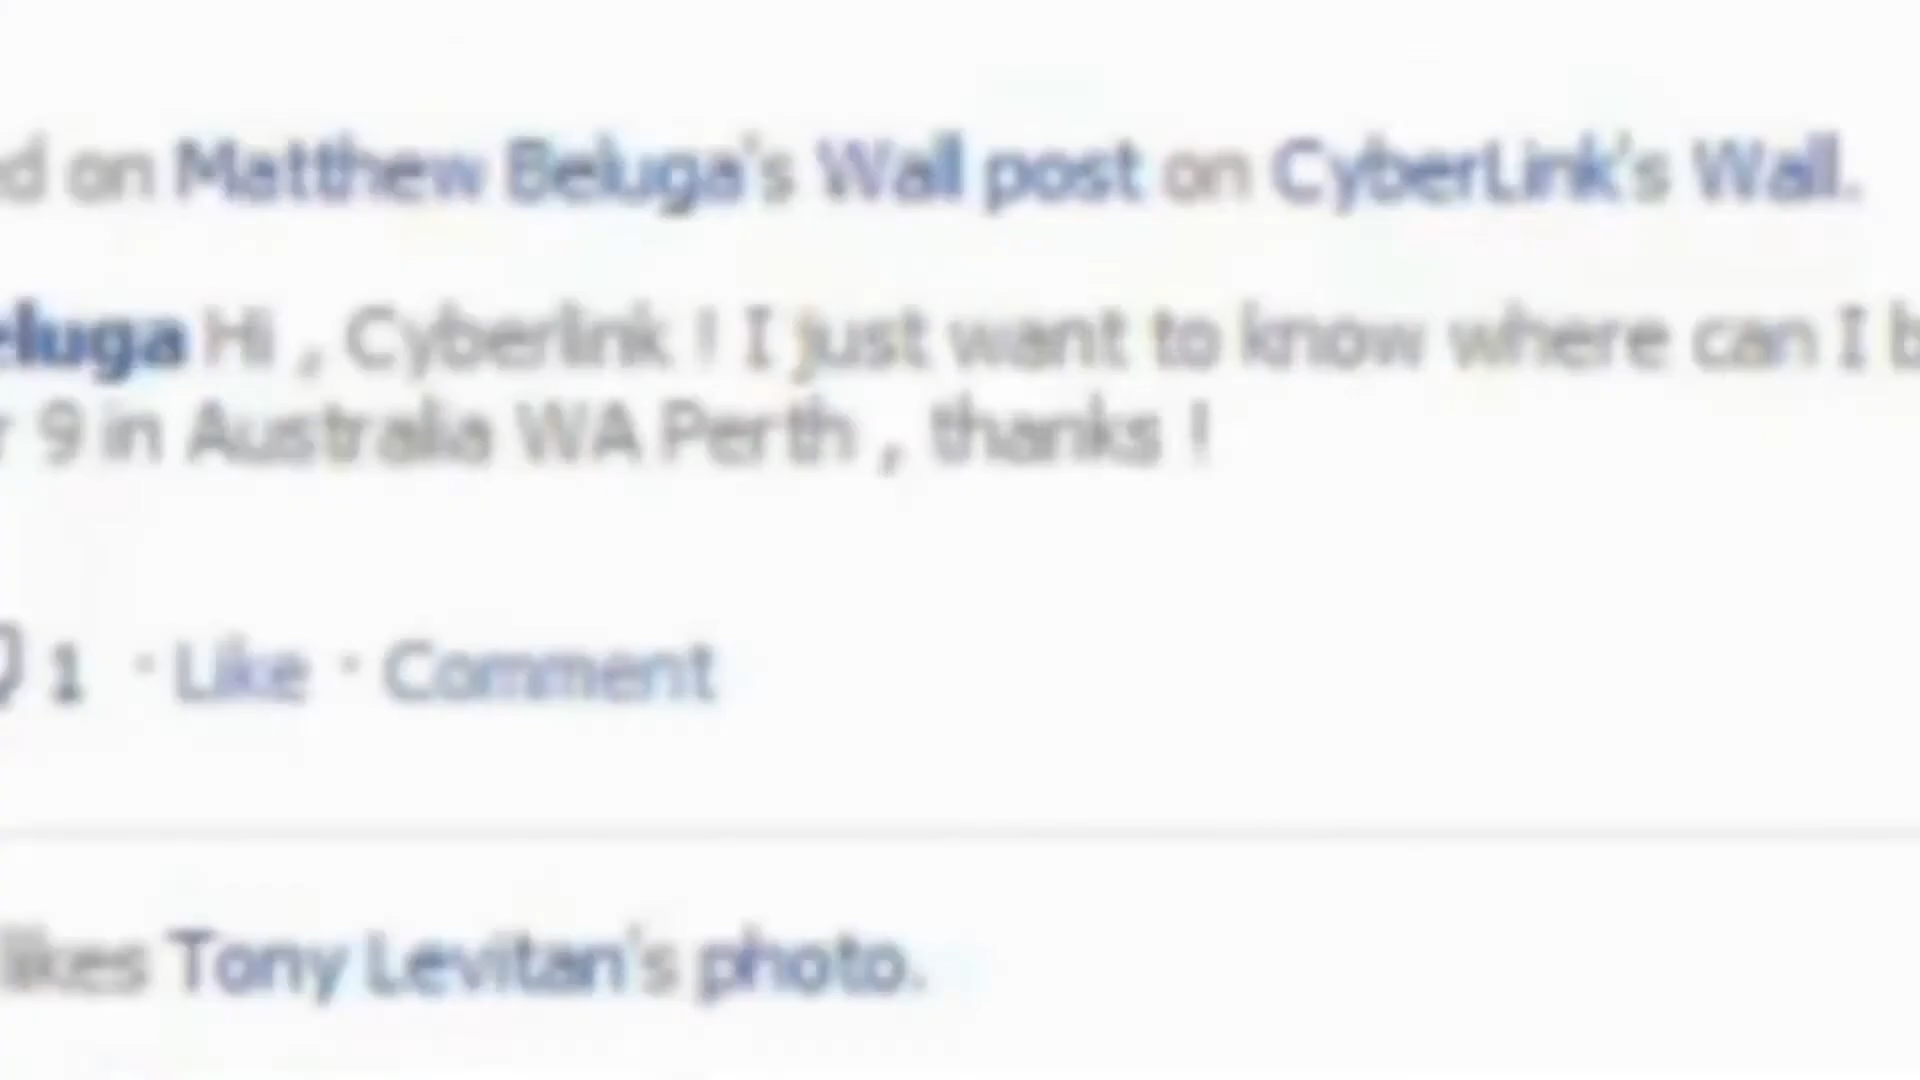 d on Matthew Beluga's Wall post on CyberLink's Wall.
eluga Hi , Cyberlink ! I just want to know where can I b
r 9 in Australia WA Perth , thanks !
1 · Like · Comment
likes Tony Levitan's photo.